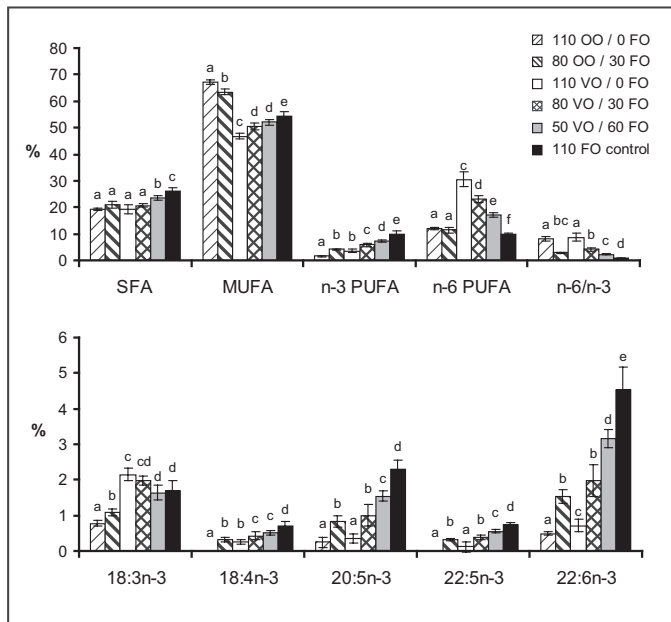 110 OO / 0 FO
80 OO / 30 FO
110 VO / 0 FO
80 VO / 30 FO
50 VO / 60 FO
110 FO control
80
70
60
50
40
30
20
10
0
%
a a a a b c
a b c d d e
a b b c d e
a a c d e f
a bc a b c d
SFA MUFA n-3 PUFA n-6 PUFA n-6/n-3
6
5
4
3
2
1
0
%
a b c cd d d
a b b c c d
a b a b c d
a b a b c d
a b c b d e
18:3n-3 18:4n-3 20:5n-3 22:5n-3 22:6n-3